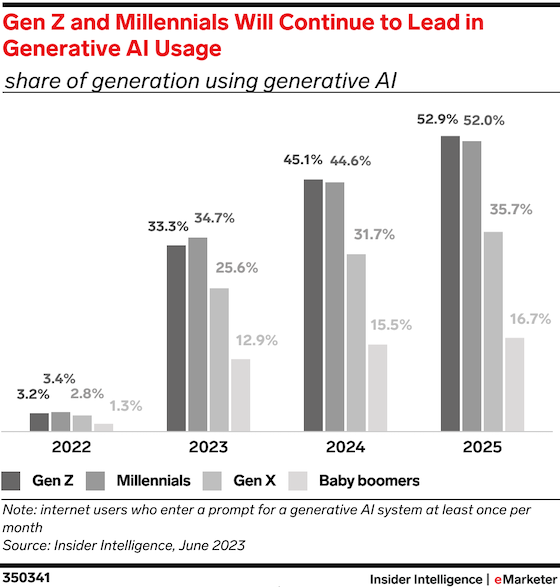 Gen Z and Millennials Will Continue to Lead in
Generative AI Usage
share of generation using generative AI
52.9% 52.0%
45.1% 44.6%
33.3% 34.7%
35.7%
31.7%
25.6%
16.7%
15.5%
12.9%
3.4%
3.2% 2.8%
1.3%
2022 2023 2024 2025
Gen Z Millennials Gen X Baby boomers
Note: internet users who enter a prompt for a generative AI system at least once per
month
Source: Insider Intelligence, June 2023
350341 Insider Intelligence | eMarketer